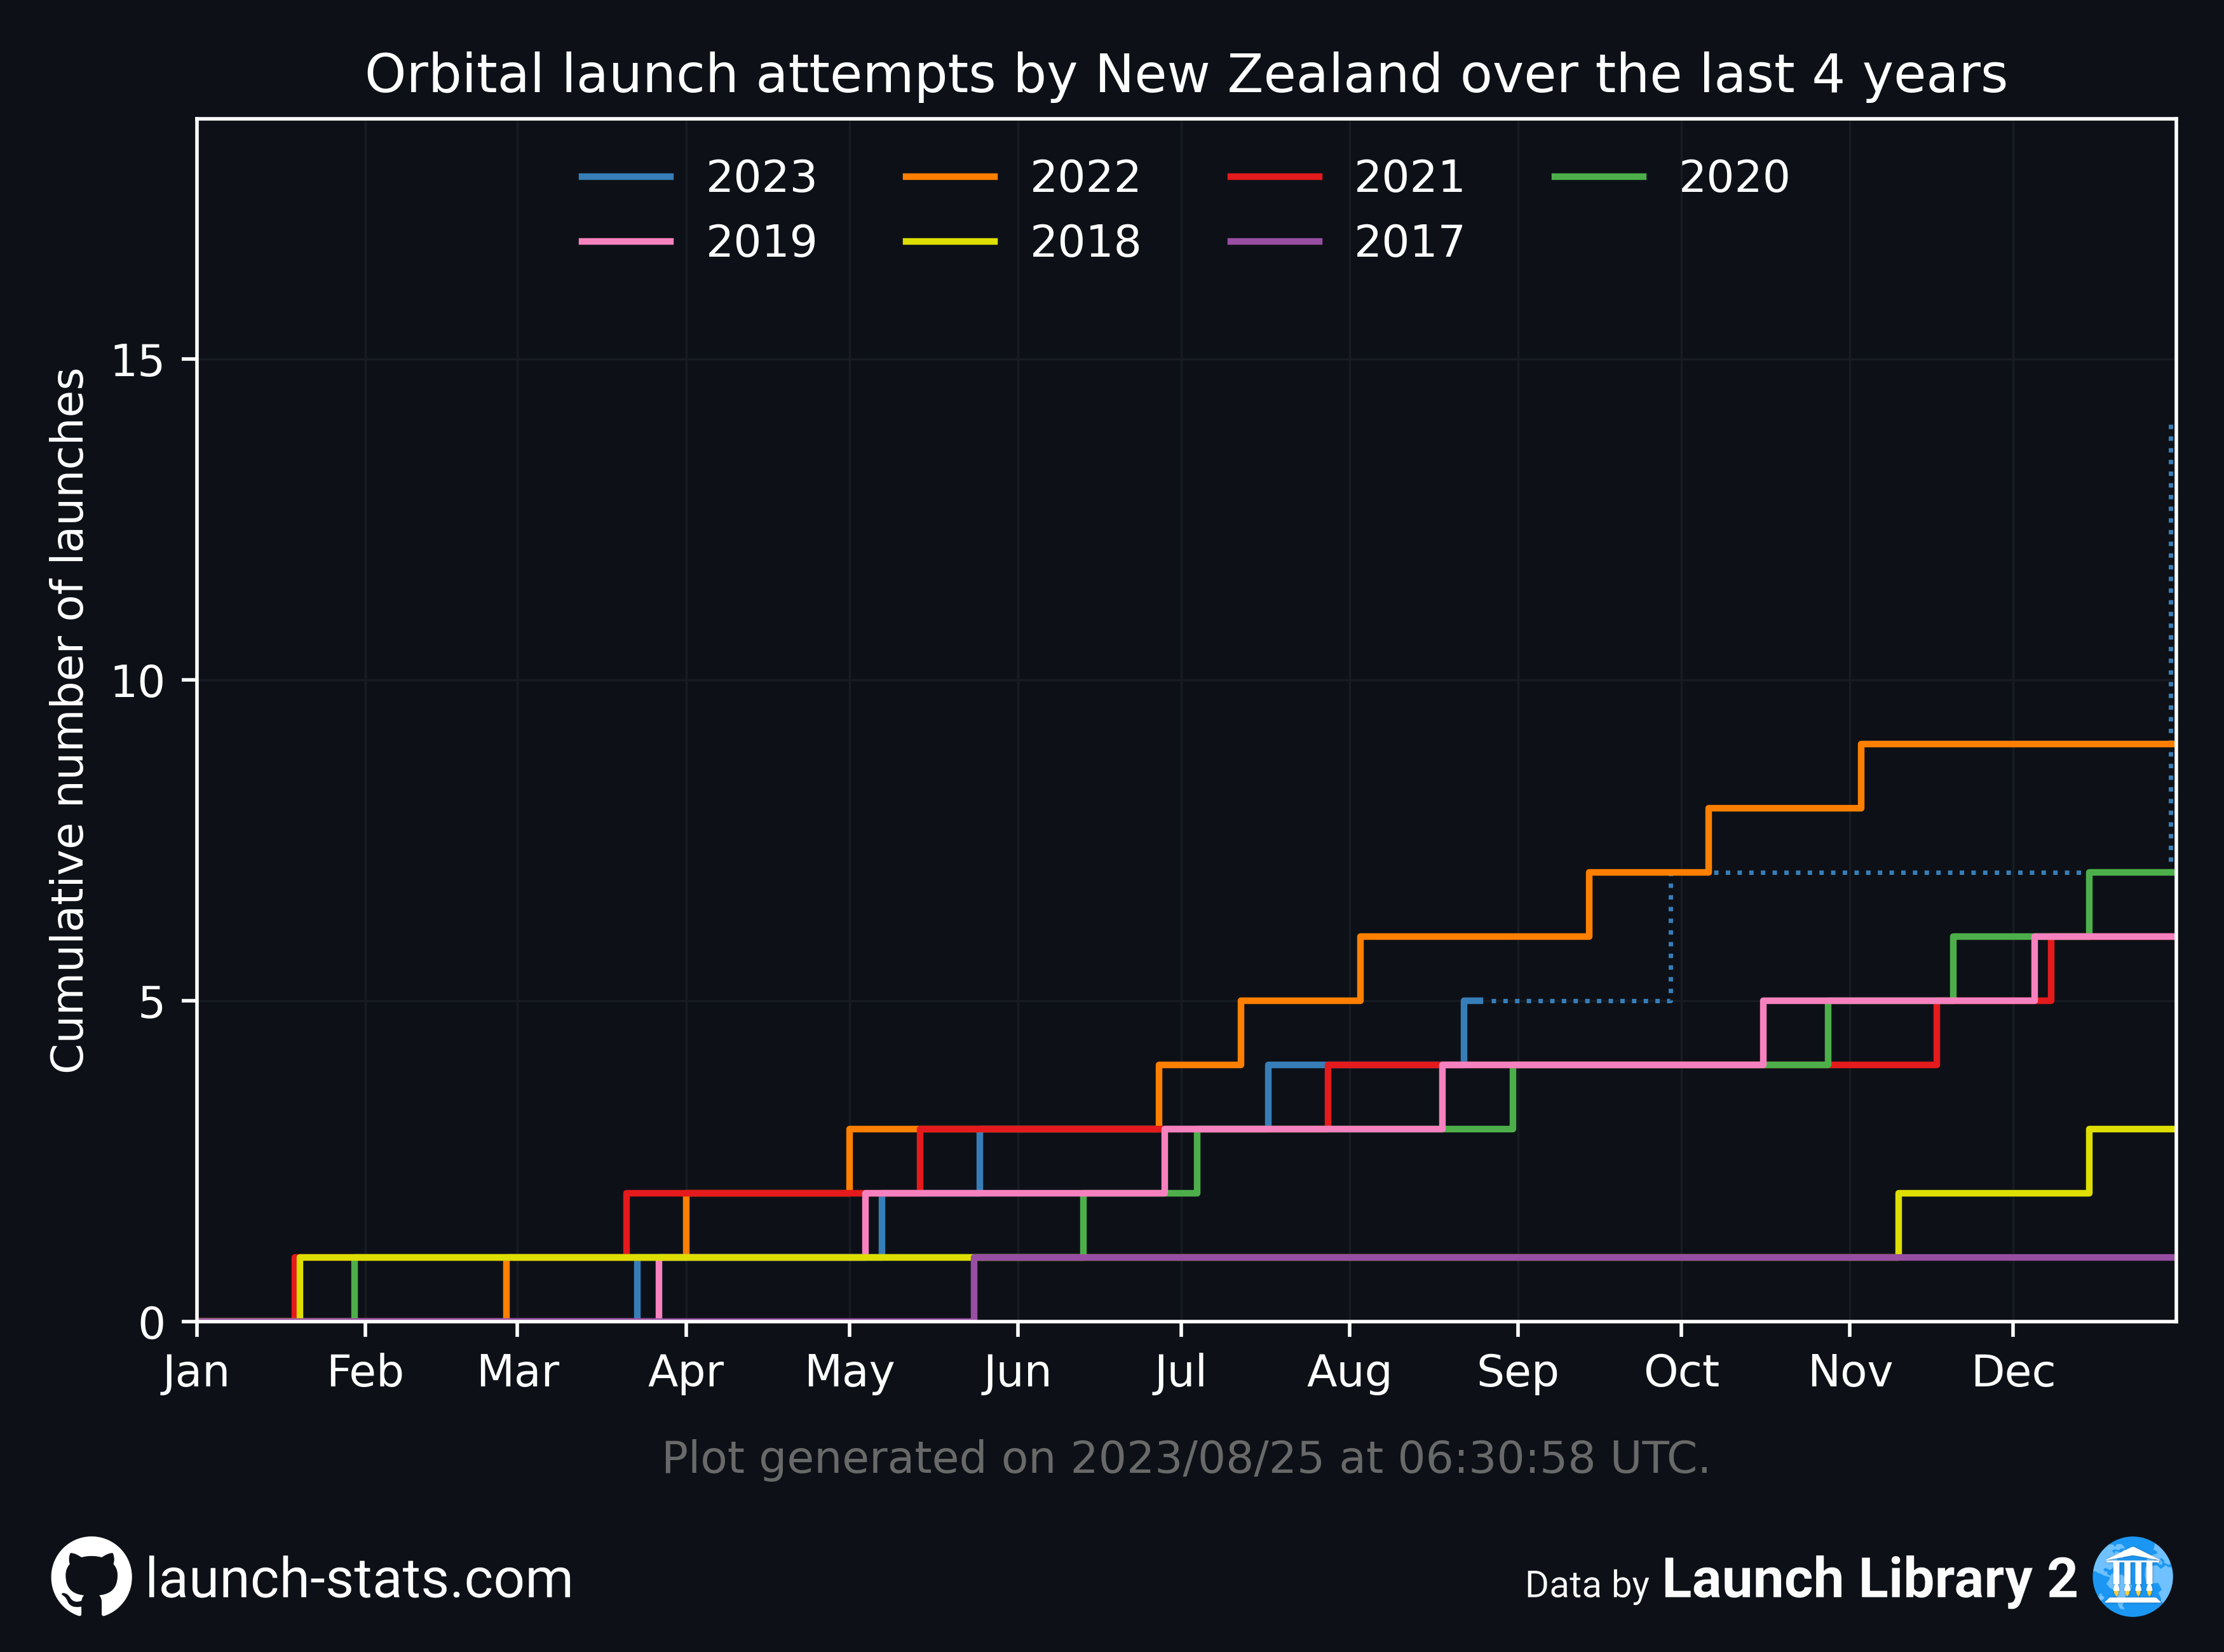 Orbital launch attempts by New Zealand over the last 4 years
2023 2022 2021 2020
2019 2018 2017
Cumulative number of launches
15
10
5
0
Jan Feb Mar Apr May Jun Jul Aug Sep Oct Nov Dec
Plot generated on 2023/08/25 at 06:30:58 UTC.
launch-stats.com
Data by Launch Library 2